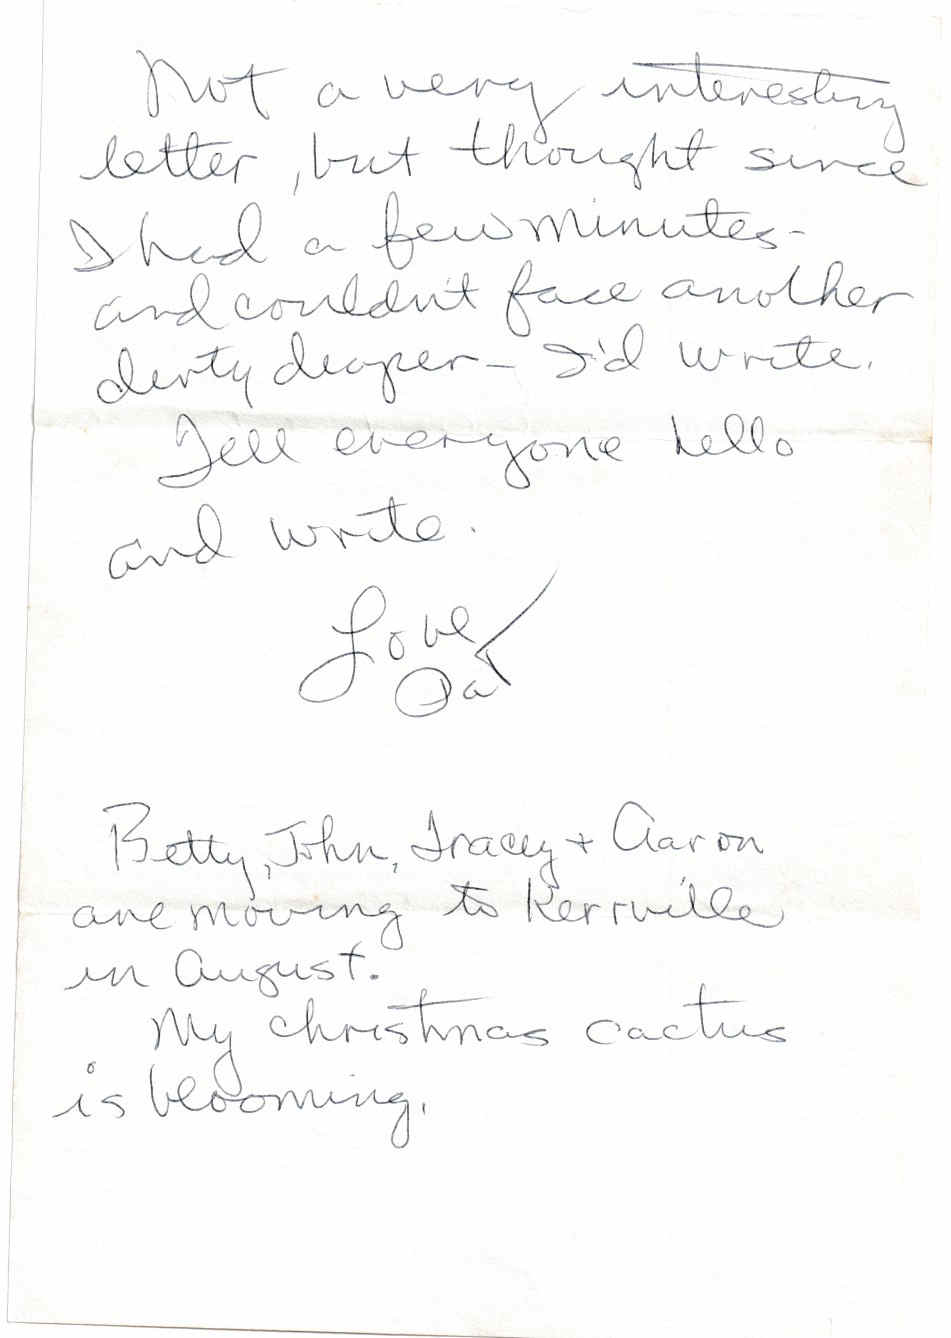 Not a very interesting
letter, but thought since
I had a few minutes-
and couldn't face another
dirty diaper - I'd write.
Tell everyone hello
and write.
Love
Pat
Betty, John, Tracey + Aaron
are moving to Kerrville
in August.
My christmas cactus
is blooming.